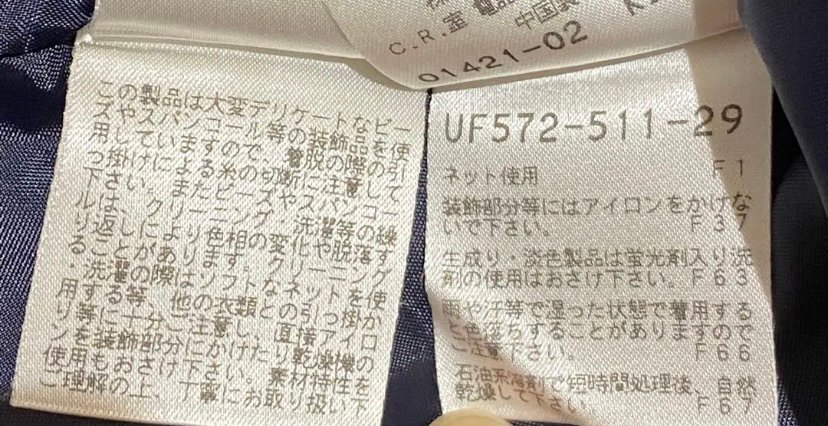 中国製
C.R.室 電話
01421-02
この製品は大変デリケートなビー
ズやスパンコール等の装飾品を使
用していますので、着脱の際の引
っ掛けによる糸の切断に注意して
下さい。またビーズやスパンコー
ルは、クリーニング、洗濯等の繰
り返しにより色相の変化や脱落す
ることがあります。クリーニング
、洗濯の際はソフトなネットを使
用する等、他の衣類との引っ掛か
り等に十分ご注意し、直接アイロ
ンを装飾部分にかけたり乾燥機の
使用もおさけ下さい。素材特性を
ご理解の上、丁寧にお取り扱い下
UF572-511-29
ネット使用 F1
装飾部分等にはアイロンをかけな
いで下さい。 F37
生成り・淡色製品は蛍光剤入り洗
剤の使用はおさけ下さい。F63
雨や汗等で湿った状態で着用する
と色落ちすることがありますので
ご注意下さい。 F66
石油系溶剤で短時間処理後、自然
乾燥して下さい。 F67